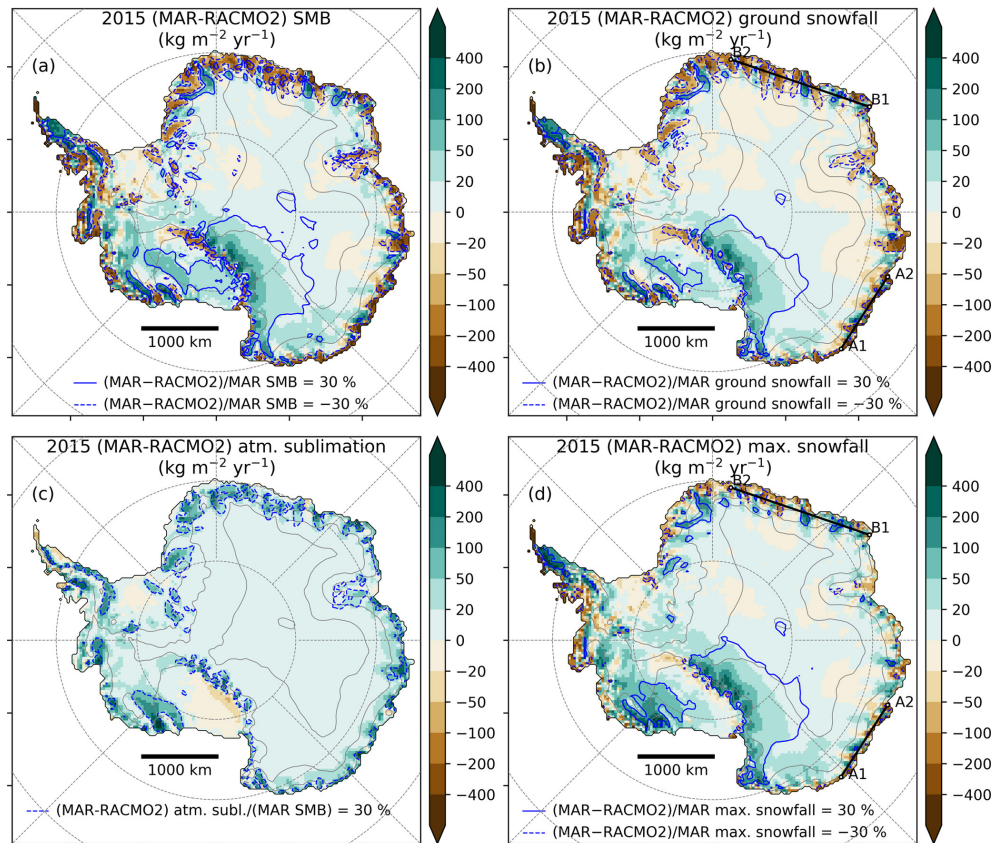 2015 (MAR-RACMO2) SMB
(kg m⁻² yr⁻¹)
(a)
400
200
100
50
20
0
−20
−50
−100
−200
−400
1000 km
(MAR−RACMO2)/MAR SMB = 30 %
(MAR−RACMO2)/MAR SMB = −30 %
2015 (MAR-RACMO2) ground snowfall
(kg m⁻² yr⁻¹)
(b)
B2
B1
A2
A1
400
200
100
50
20
0
−20
−50
−100
−200
−400
1000 km
(MAR−RACMO2)/MAR ground snowfall = 30 %
(MAR−RACMO2)/MAR ground snowfall = −30 %
2015 (MAR-RACMO2) atm. sublimation
(kg m⁻² yr⁻¹)
(c)
400
200
100
50
20
0
−20
−50
−100
−200
−400
1000 km
(MAR-RACMO2) atm. subl./(MAR SMB) = 30 %
2015 (MAR-RACMO2) max. snowfall
(kg m⁻² yr⁻¹)
(d)
B2
B1
A2
A1
400
200
100
50
20
0
−20
−50
−100
−200
−400
1000 km
(MAR−RACMO2)/MAR max. snowfall = 30 %
(MAR−RACMO2)/MAR max. snowfall = −30 %